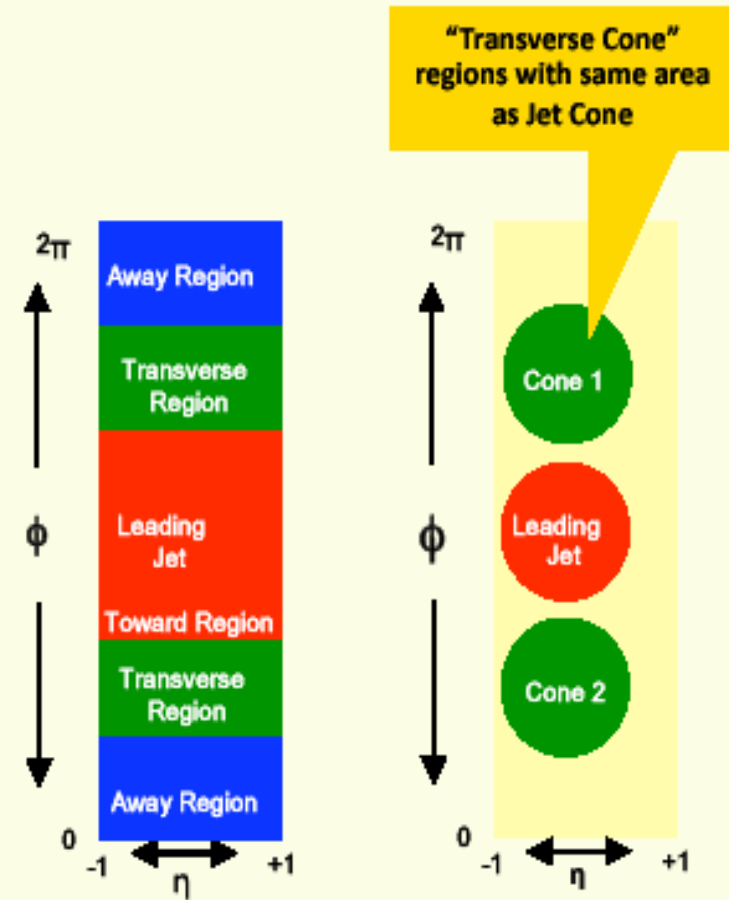 “Transverse Cone”
regions with same area
as Jet Cone
2π
Away Region
Transverse
Region
ϕ
Leading
Jet
Toward Region
Transverse
Region
Away Region
0
-1
+1
η
2π
Cone 1
ϕ
Leading
Jet
Cone 2
0
-1
+1
η